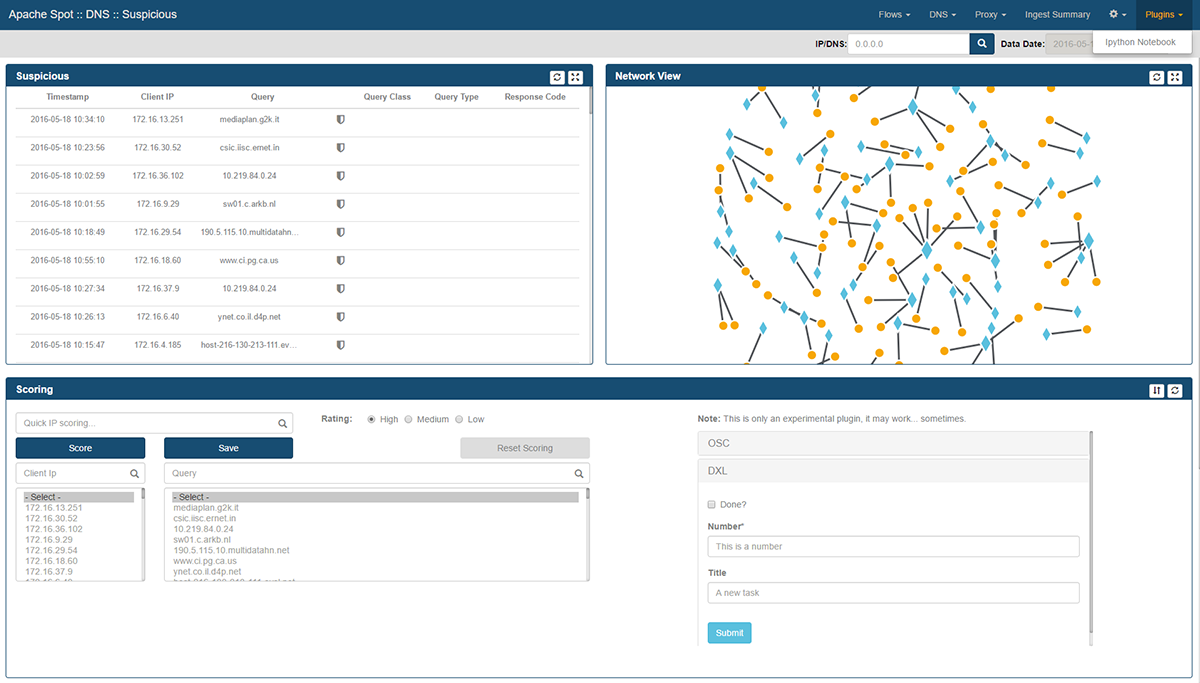 Apache Spot :: DNS :: Suspicious
Flows DNS Proxy Ingest Summary Plugins
Ipython Notebook
IP/DNS: 0.0.0.0 Data Date: 2016-05-
Suspicious
Timestamp Client IP Query Query Class Query Type Response Code
2016-05-18 10:34:10 172.16.13.251 mediaplan.g2k.it
2016-05-18 10:23:56 172.16.30.52 csic.iisc.ernet.in
2016-05-18 10:02:59 172.16.36.102 10.219.84.0.24
2016-05-18 10:01:55 172.16.9.29 sw01.c.arkb.nl
2016-05-18 10:18:49 172.16.29.54 190.5.115.10.multidatahn...
2016-05-18 10:55:10 172.16.18.60 www.ci.pg.ca.us
2016-05-18 10:27:34 172.16.37.9 10.219.84.0.24
2016-05-18 10:26:13 172.16.6.40 ynet.co.il.d4p.net
2016-05-18 10:15:47 172.16.4.185 host-216-130-213-111.ev...
Network View
Scoring
Quick IP scoring...
Rating: High Medium Low
Score Save Reset Scoring
Client Ip Query
- Select -
172.16.13.251
172.16.30.52
172.16.36.102
172.16.9.29
172.16.29.54
172.16.18.60
172.16.37.9
- Select -
mediaplan.g2k.it
csic.iisc.ernet.in
10.219.84.0.24
sw01.c.arkb.nl
190.5.115.10.multidatahn.net
www.ci.pg.ca.us
ynet.co.il.d4p.net
Note: This is only an experimental plugin, it may work... sometimes.
OSC
DXL
Done?
Number*
This is a number
Title
A new task
Submit